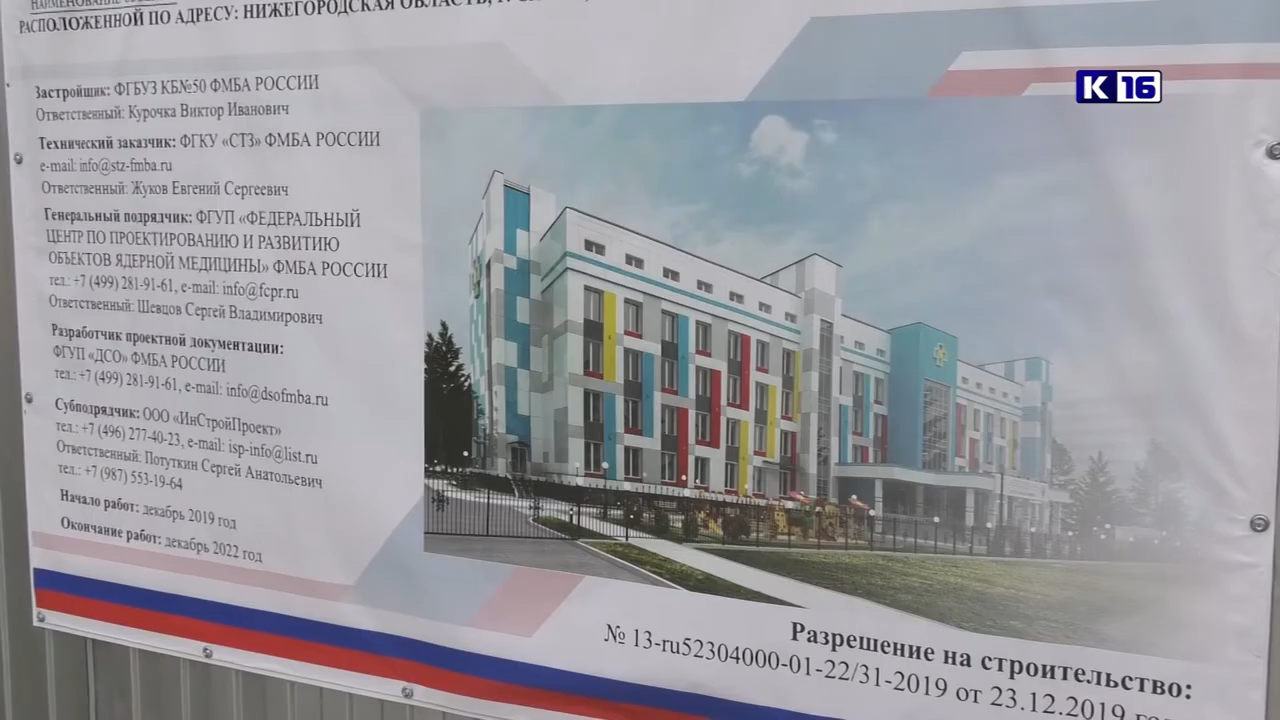 РАСПОЛОЖЕННОЙ ПО АДРЕСУ: НИЖЕГОРОДСКАЯ ОБЛАСТЬ,
К 16
Застройщик: ФГБУЗ КБ№50 ФМБА РОССИИ
Ответственный: Курочка Виктор Иванович
Технический заказчик: ФГКУ «СТЗ» ФМБА РОССИИ
e-mail: info@stz-fmba.ru
Ответственный: Жуков Евгений Сергеевич
Генеральный подрядчик: ФГУП «ФЕДЕРАЛЬНЫЙ
ЦЕНТР ПО ПРОЕКТИРОВАНИЮ И РАЗВИТИЮ
ОБЪЕКТОВ ЯДЕРНОЙ МЕДИЦИНЫ» ФМБА РОССИИ
тел.: +7 (499) 281-91-61, e-mail: info@fcpr.ru
Ответственный: Шевцов Сергей Владимирович
Разработчик проектной документации:
ФГУП «ДСО» ФМБА РОССИИ
тел.: +7 (499) 281-91-61, e-mail: info@dsofmba.ru
Субподрядчик: ООО «ИнСтройПроект»
тел.: +7 (496) 277-40-23, e-mail: isp-info@list.ru
Ответственный: Потуткин Сергей Анатольевич
тел.: +7 (987) 553-19-64
Начало работ: декабрь 2019 год
Окончание работ: декабрь 2022 год
Разрешение на строительство:
№ 13-ru52304000-01-22/31-2019 от 23.12.2019